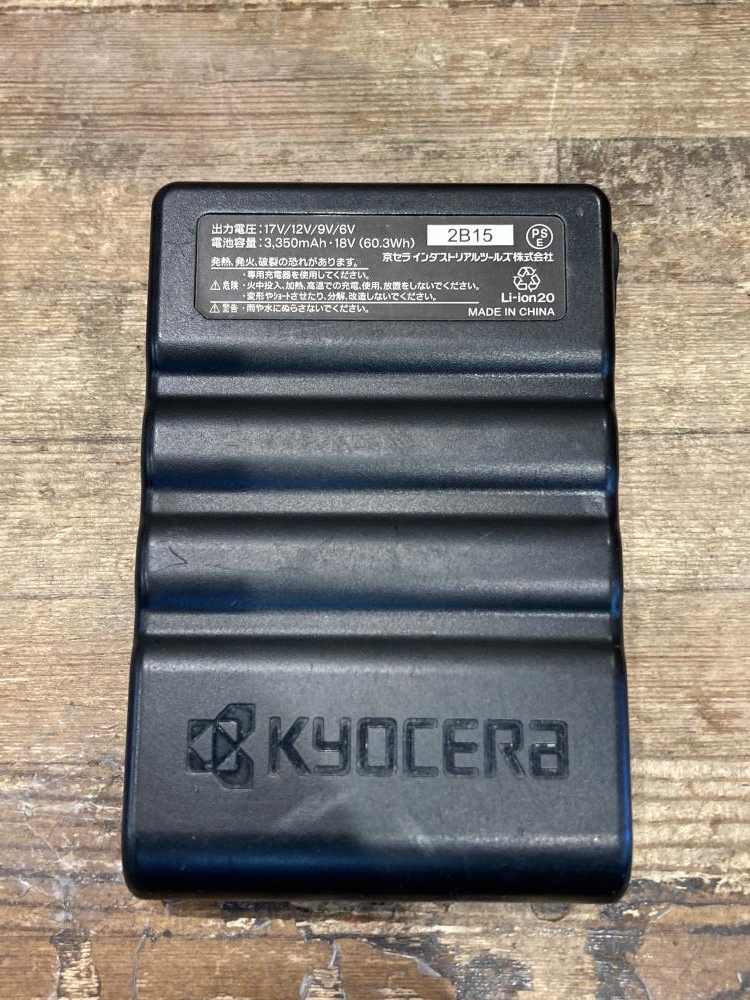 出力電圧:17V/12V/9V/6V
電池容量:3,350mAh・18V (60.3Wh)
2B15
PS
E
京セラ インダストリアルツールズ株式会社
発熱、発火、破裂の恐れがあります。
・専用充電器を使用してください。
⚠危険・火中投入、加熱、高温での充電、使用、放置をしないでください。
・変形やショートさせたり、分解、改造しないでください。
⚠警告・雨や水にぬらさないでください。
Li-ion20
MADE IN CHINA
KYOCERA